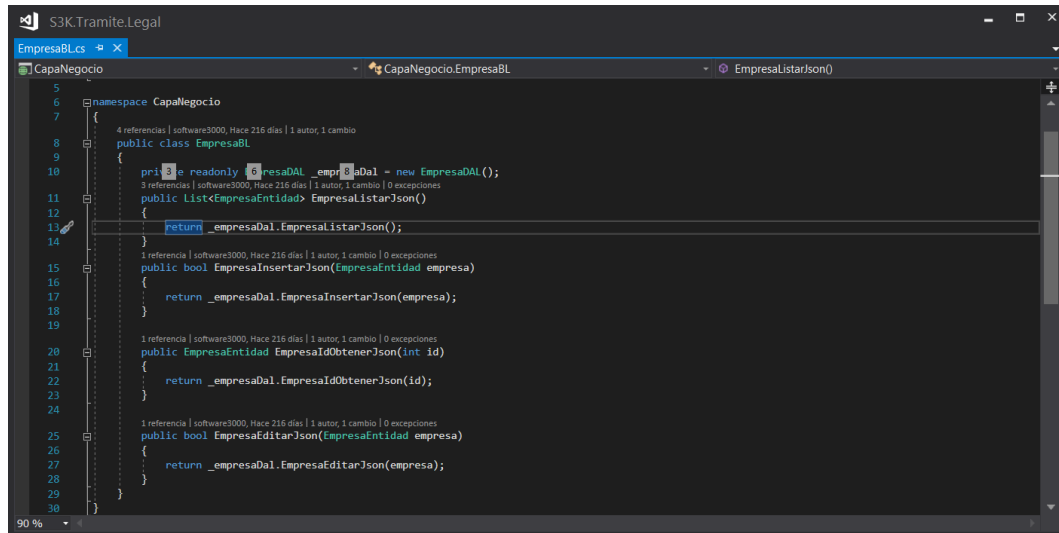 S3K.Tramite.Legal
EmpresaBL.cs
CapaNegocio CapaNegocio.EmpresaBL EmpresaListarJson()
5
6 namespace CapaNegocio
7 {
4 referencias | software3000, Hace 216 días | 1 autor, 1 cambio
8 public class EmpresaBL
9 {
10 priv3e readonly E6presaDAL _empr8aDal = new EmpresaDAL();
3 referencias | software3000, Hace 216 días | 1 autor, 1 cambio | 0 excepciones
11 public List<EmpresaEntidad> EmpresaListarJson()
12 {
13 return _empresaDal.EmpresaListarJson();
14 }
1 referencia | software3000, Hace 216 días | 1 autor, 1 cambio | 0 excepciones
15 public bool EmpresaInsertarJson(EmpresaEntidad empresa)
16 {
17 return _empresaDal.EmpresaInsertarJson(empresa);
18 }
19
1 referencia | software3000, Hace 216 días | 1 autor, 1 cambio | 0 excepciones
20 public EmpresaEntidad EmpresaIdObtenerJson(int id)
21 {
22 return _empresaDal.EmpresaIdObtenerJson(id);
23 }
24
1 referencia | software3000, Hace 216 días | 1 autor, 1 cambio | 0 excepciones
25 public bool EmpresaEditarJson(EmpresaEntidad empresa)
26 {
27 return _empresaDal.EmpresaEditarJson(empresa);
28 }
29 }
30 }
90 %